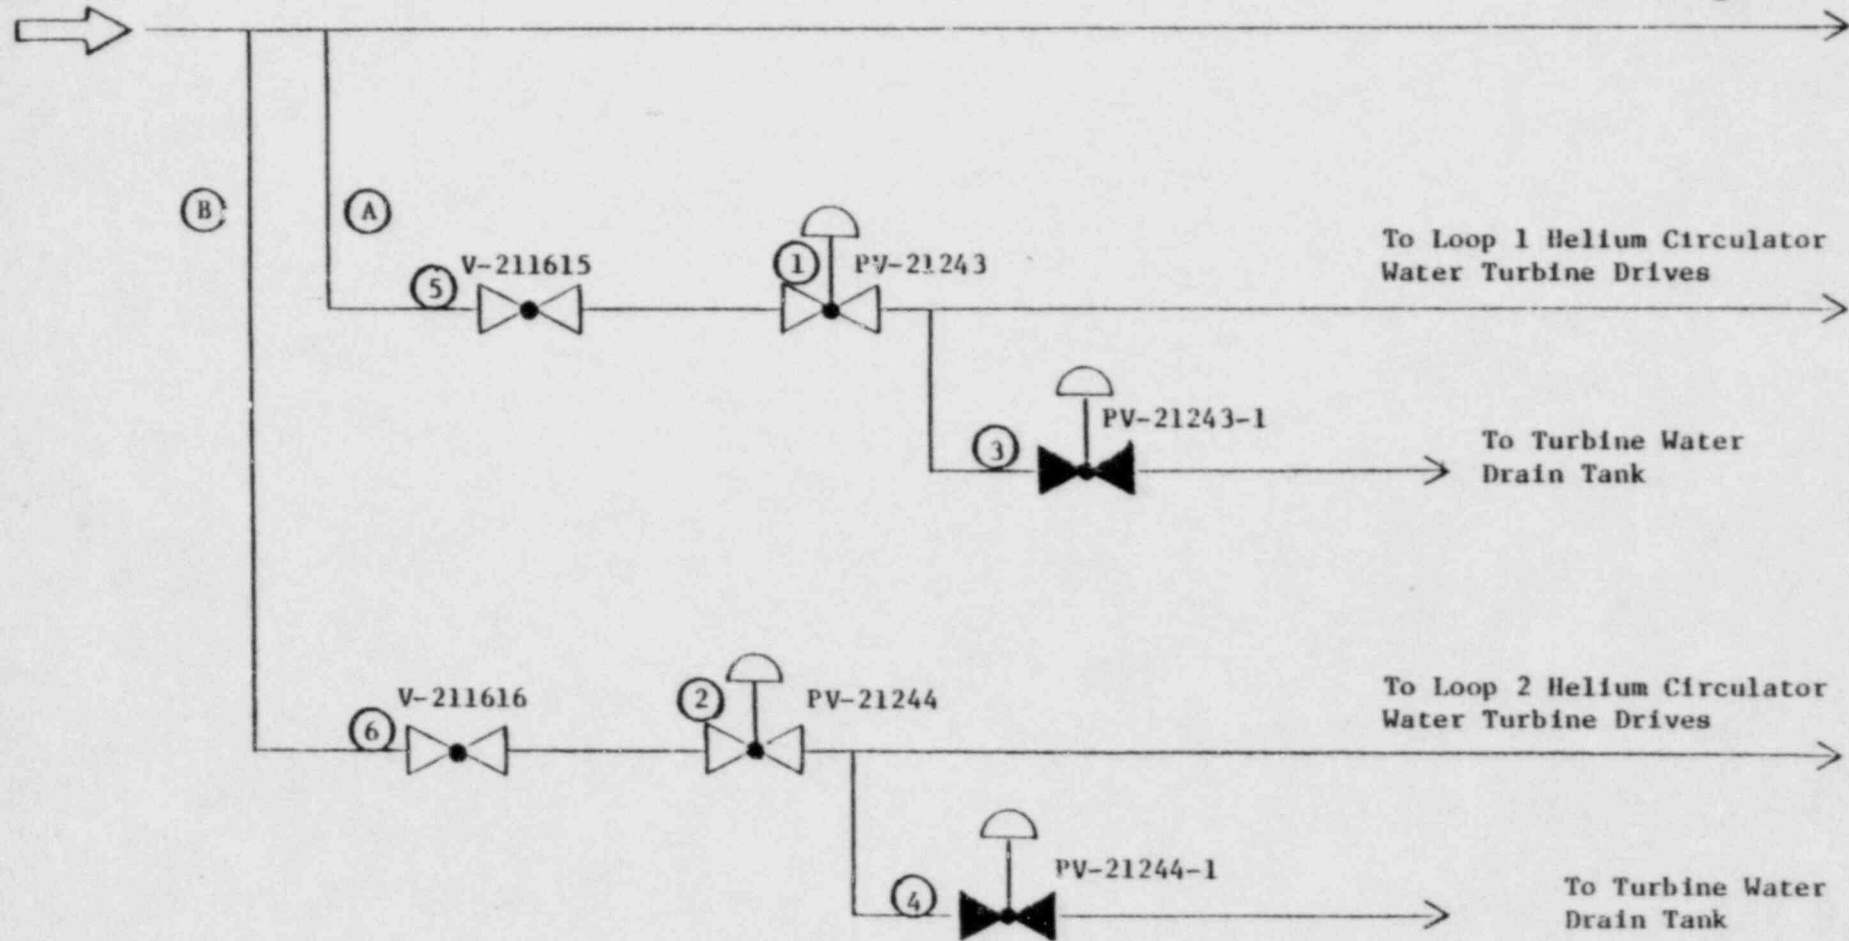 B
A
5
V-211615
1
PV-21243
To Loop 1 Helium Circulator
Water Turbine Drives
3
PV-21243-1
To Turbine Water
Drain Tank
6
V-211616
2
PV-21244
To Loop 2 Helium Circulator
Water Turbine Drives
4
PV-21244-1
To Turbine Water
Drain Tank